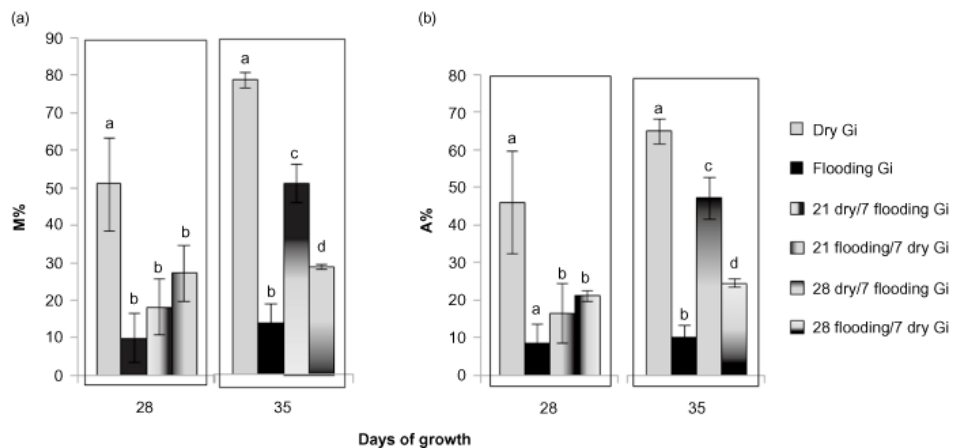 (a)
M%
90
80
70
60
50
40
30
20
10
0
a
b
b
b
a
b
c
d
28
35
(b)
A%
80
70
60
50
40
30
20
10
0
a
a
b
b
a
b
c
d
28
35
Days of growth
Dry Gi
Flooding Gi
21 dry/7 flooding Gi
21 flooding/7 dry Gi
28 dry/7 flooding Gi
28 flooding/7 dry Gi